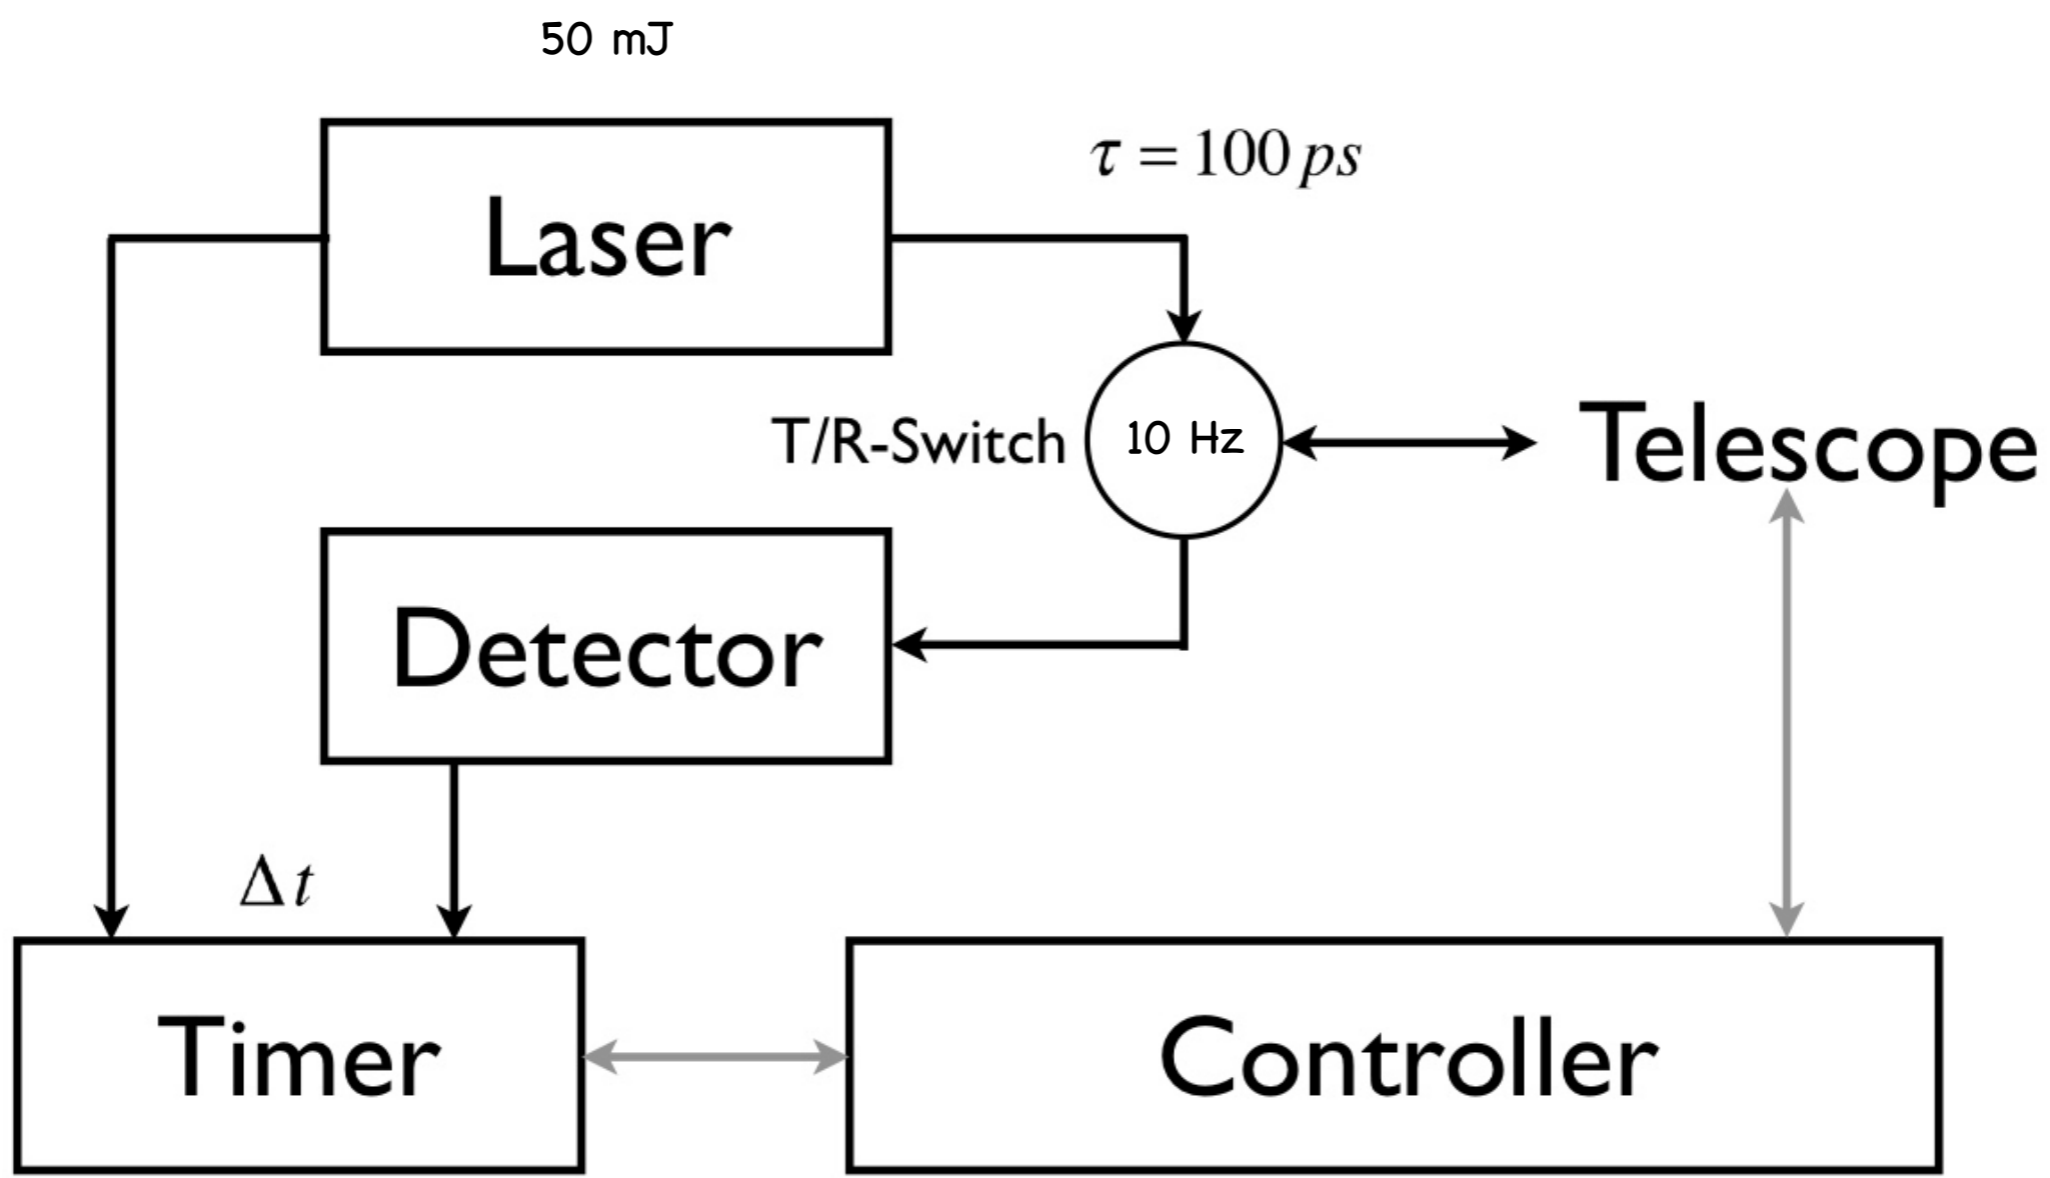 50 mJ
Laser
τ = 100 ps
T/R-Switch
10 Hz
Telescope
Detector
Δt
Timer
Controller